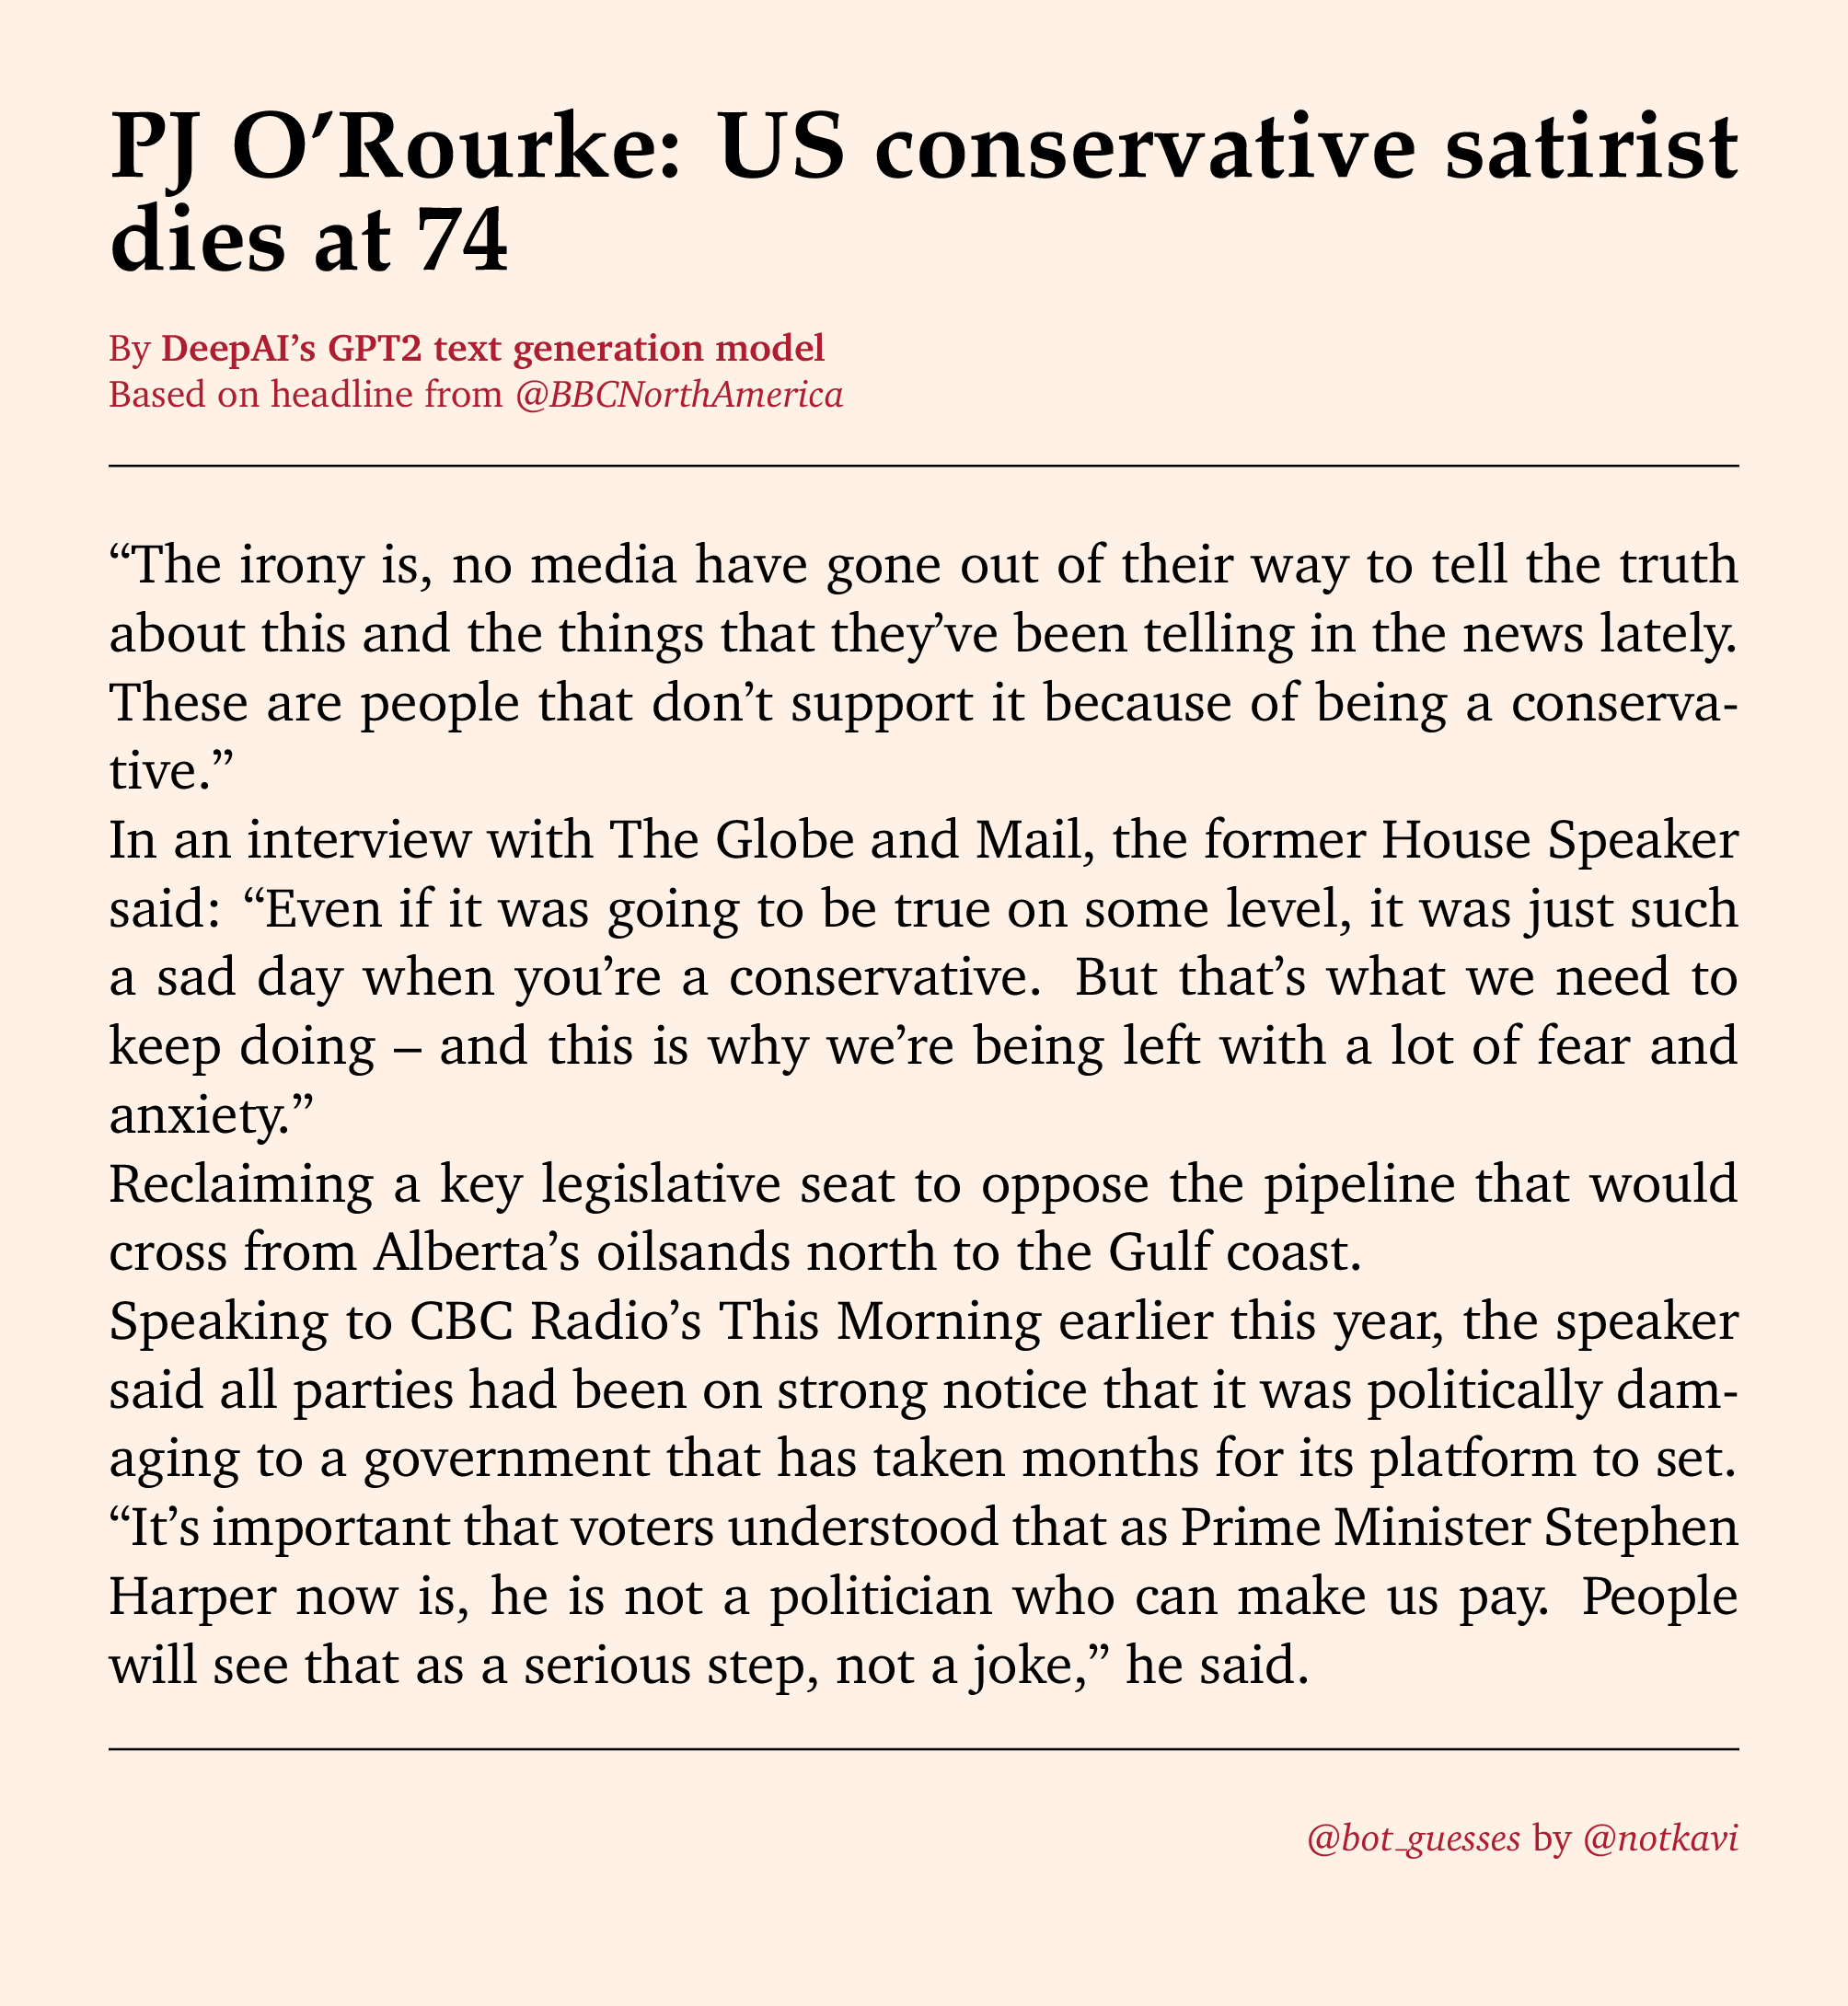 PJ O’Rourke: US conservative satirist
dies at 74
By DeepAI’s GPT2 text generation model
Based on headline from @BBCNorthAmerica
“The irony is, no media have gone out of their way to tell the truth
about this and the things that they’ve been telling in the news lately.
These are people that don’t support it because of being a conserva-
tive.”
In an interview with The Globe and Mail, the former House Speaker
said: “Even if it was going to be true on some level, it was just such
a sad day when you’re a conservative. But that’s what we need to
keep doing – and this is why we’re being left with a lot of fear and
anxiety.”
Reclaiming a key legislative seat to oppose the pipeline that would
cross from Alberta’s oilsands north to the Gulf coast.
Speaking to CBC Radio’s This Morning earlier this year, the speaker
said all parties had been on strong notice that it was politically dam-
aging to a government that has taken months for its platform to set.
“It’s important that voters understood that as Prime Minister Stephen
Harper now is, he is not a politician who can make us pay. People
will see that as a serious step, not a joke,” he said.
@bot_guesses by @notkavi